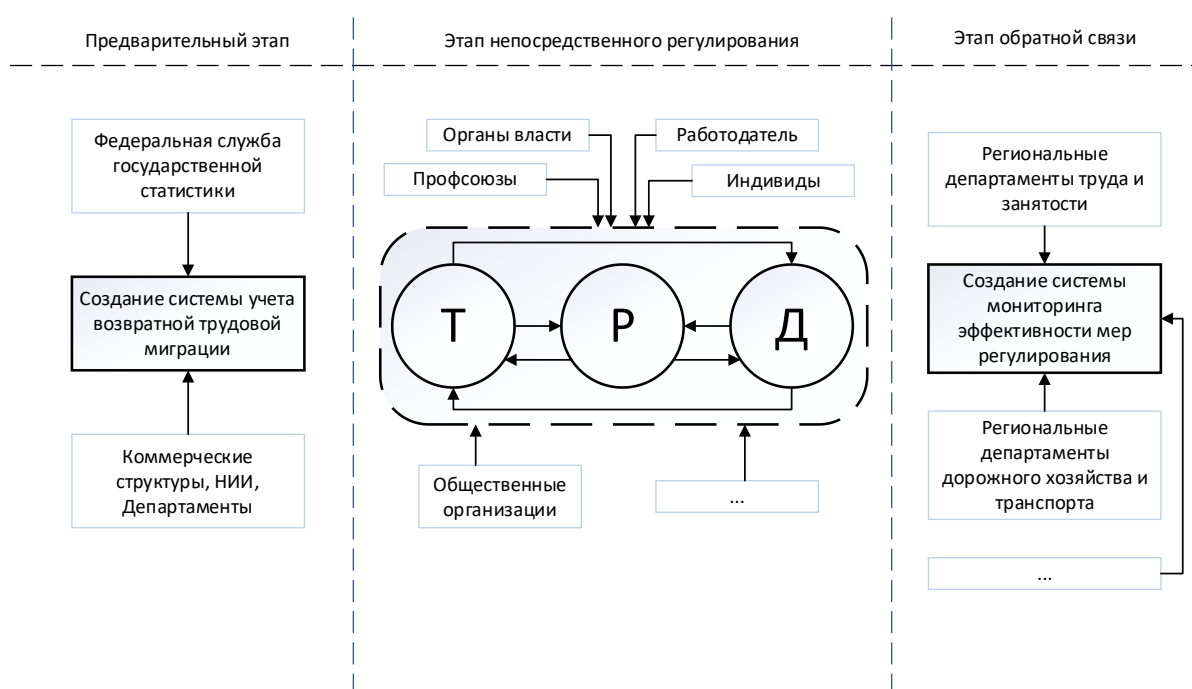 Предварительный этап
Этап непосредственного регулирования
Этап обратной связи
Федеральная служба
государственной
статистики
Создание системы учета
возвратной трудовой
миграции
Коммерческие
структуры, НИИ,
Департаменты
Органы власти
Работодатель
Профсоюзы
Индивиды
Т
Р
Д
Общественные
организации
...
Региональные
департаменты труда и
занятости
Создание системы
мониторинга
эффективности мер
регулирования
Региональные
департаменты
дорожного хозяйства и
транспорта
...